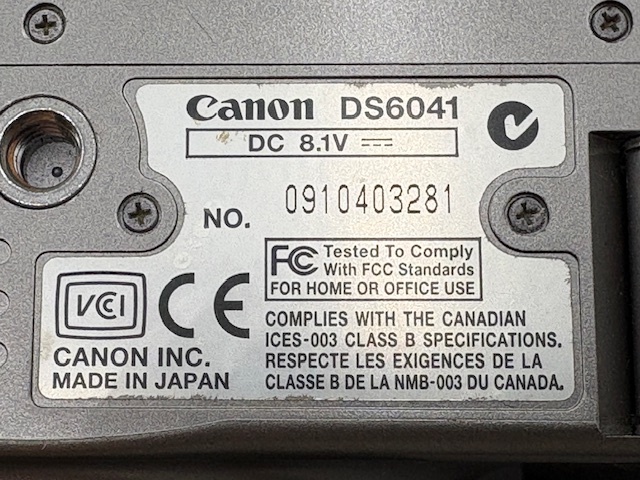 Canon DS6041
DC 8.1V ⎓
NO. 0910403281
FC Tested To Comply
With FCC Standards
FOR HOME OR OFFICE USE
VCI CE
CANON INC.
MADE IN JAPAN
COMPLIES WITH THE CANADIAN
ICES-003 CLASS B SPECIFICATIONS.
RESPECTE LES EXIGENCES DE LA
CLASSE B DE LA NMB-003 DU CANADA.